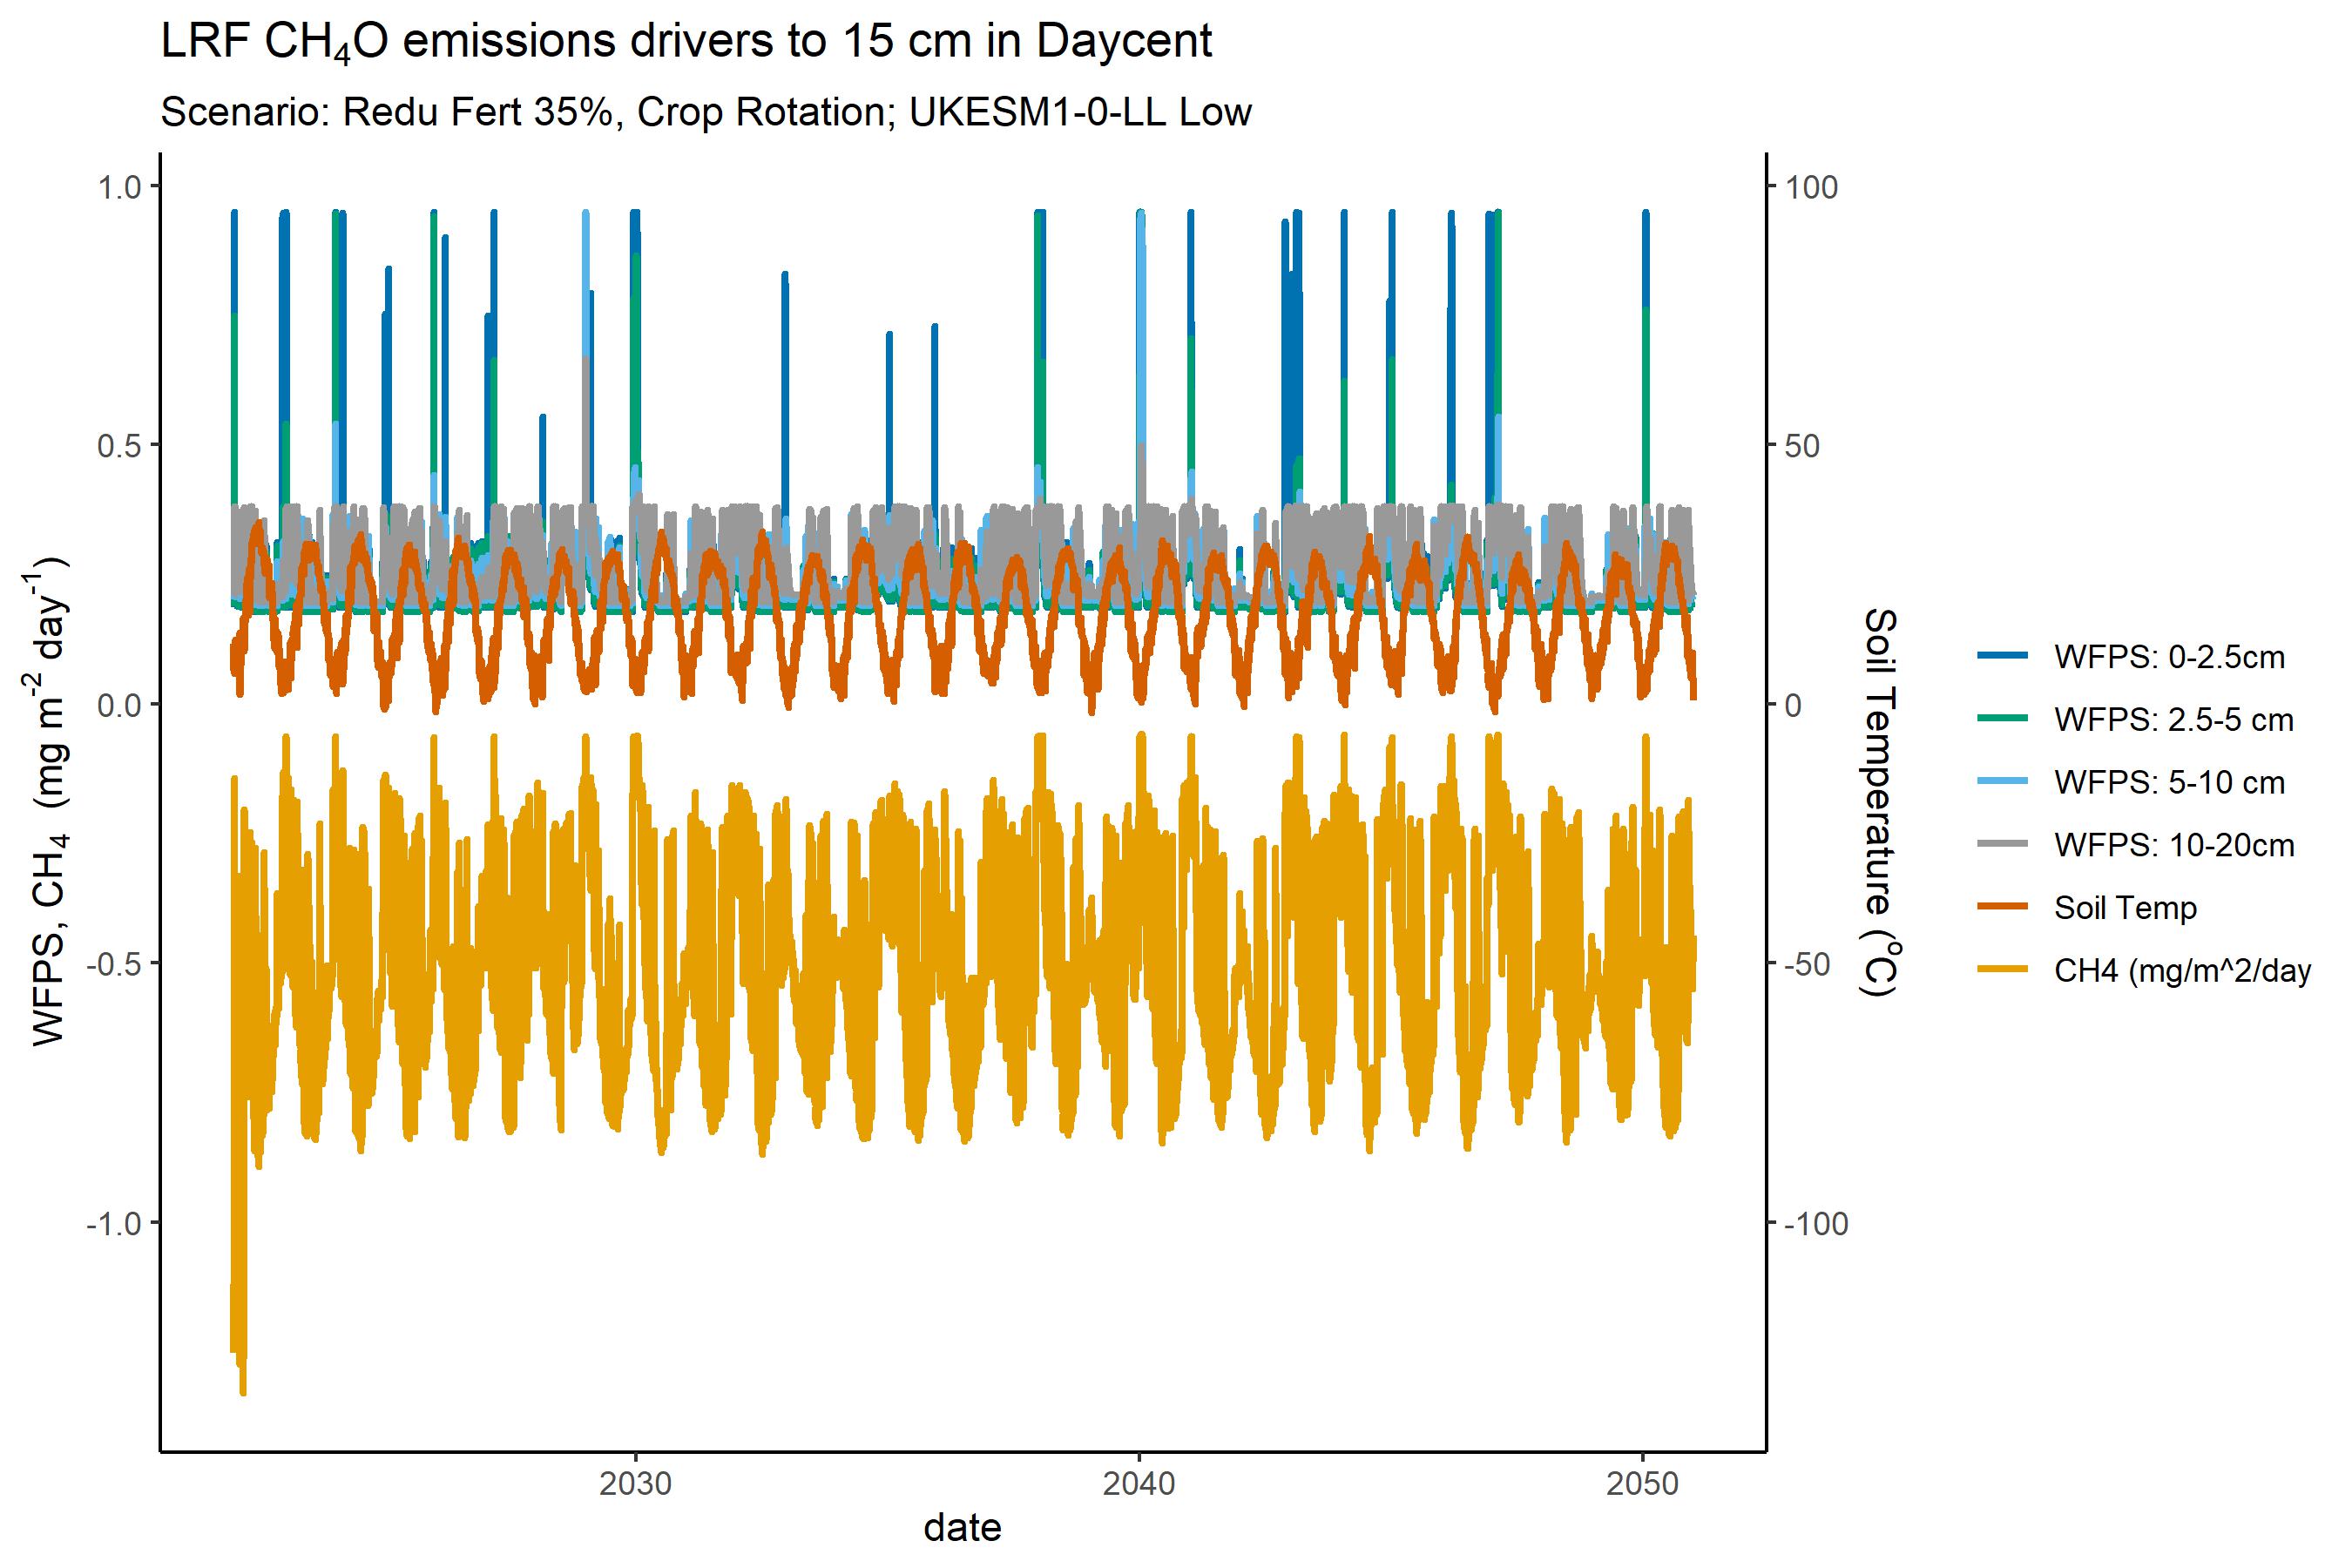 LRF CH₄O emissions drivers to 15 cm in Daycent
Scenario: Redu Fert 35%, Crop Rotation; UKESM1-0-LL Low
WFPS, CH₄ (mg m⁻² day⁻¹)
1.0
0.5
0.0
-0.5
-1.0
2030
2040
2050
date
100
50
0
-50
-100
Soil Temperature (°C)
WFPS: 0-2.5cm
WFPS: 2.5-5 cm
WFPS: 5-10 cm
WFPS: 10-20cm
Soil Temp
CH4 (mg/m^2/day